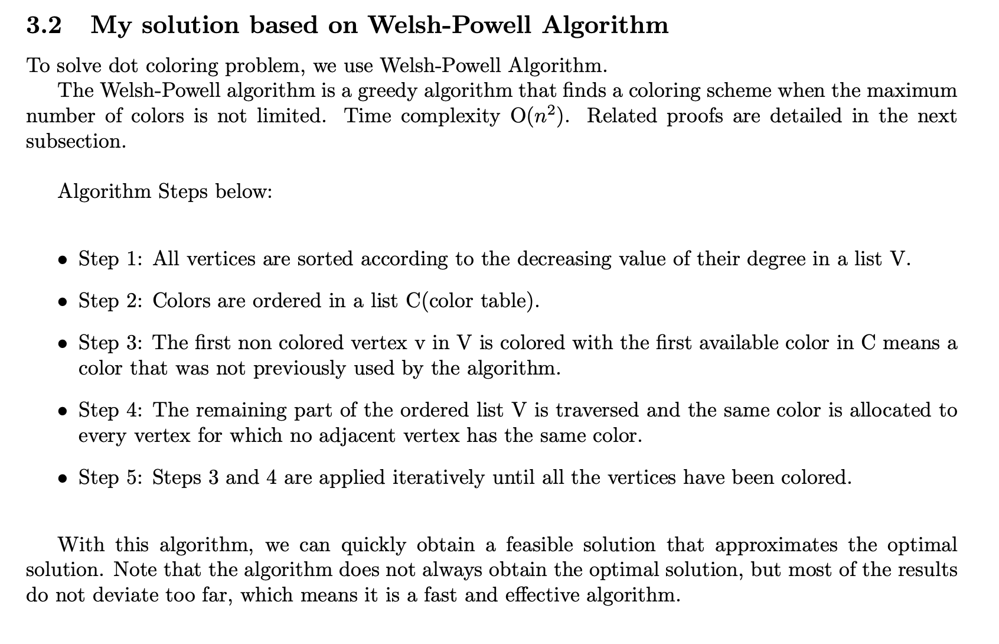 3.2 My solution based on Welsh-Powell Algorithm
To solve dot coloring problem, we use Welsh-Powell Algorithm.
The Welsh-Powell algorithm is a greedy algorithm that finds a coloring scheme when the maximum
number of colors is not limited. Time complexity O(n²). Related proofs are detailed in the next
subsection.
Algorithm Steps below:
• Step 1: All vertices are sorted according to the decreasing value of their degree in a list V.
• Step 2: Colors are ordered in a list C(color table).
• Step 3: The first non colored vertex v in V is colored with the first available color in C means a
color that was not previously used by the algorithm.
• Step 4: The remaining part of the ordered list V is traversed and the same color is allocated to
every vertex for which no adjacent vertex has the same color.
• Step 5: Steps 3 and 4 are applied iteratively until all the vertices have been colored.
With this algorithm, we can quickly obtain a feasible solution that approximates the optimal
solution. Note that the algorithm does not always obtain the optimal solution, but most of the results
do not deviate too far, which means it is a fast and effective algorithm.